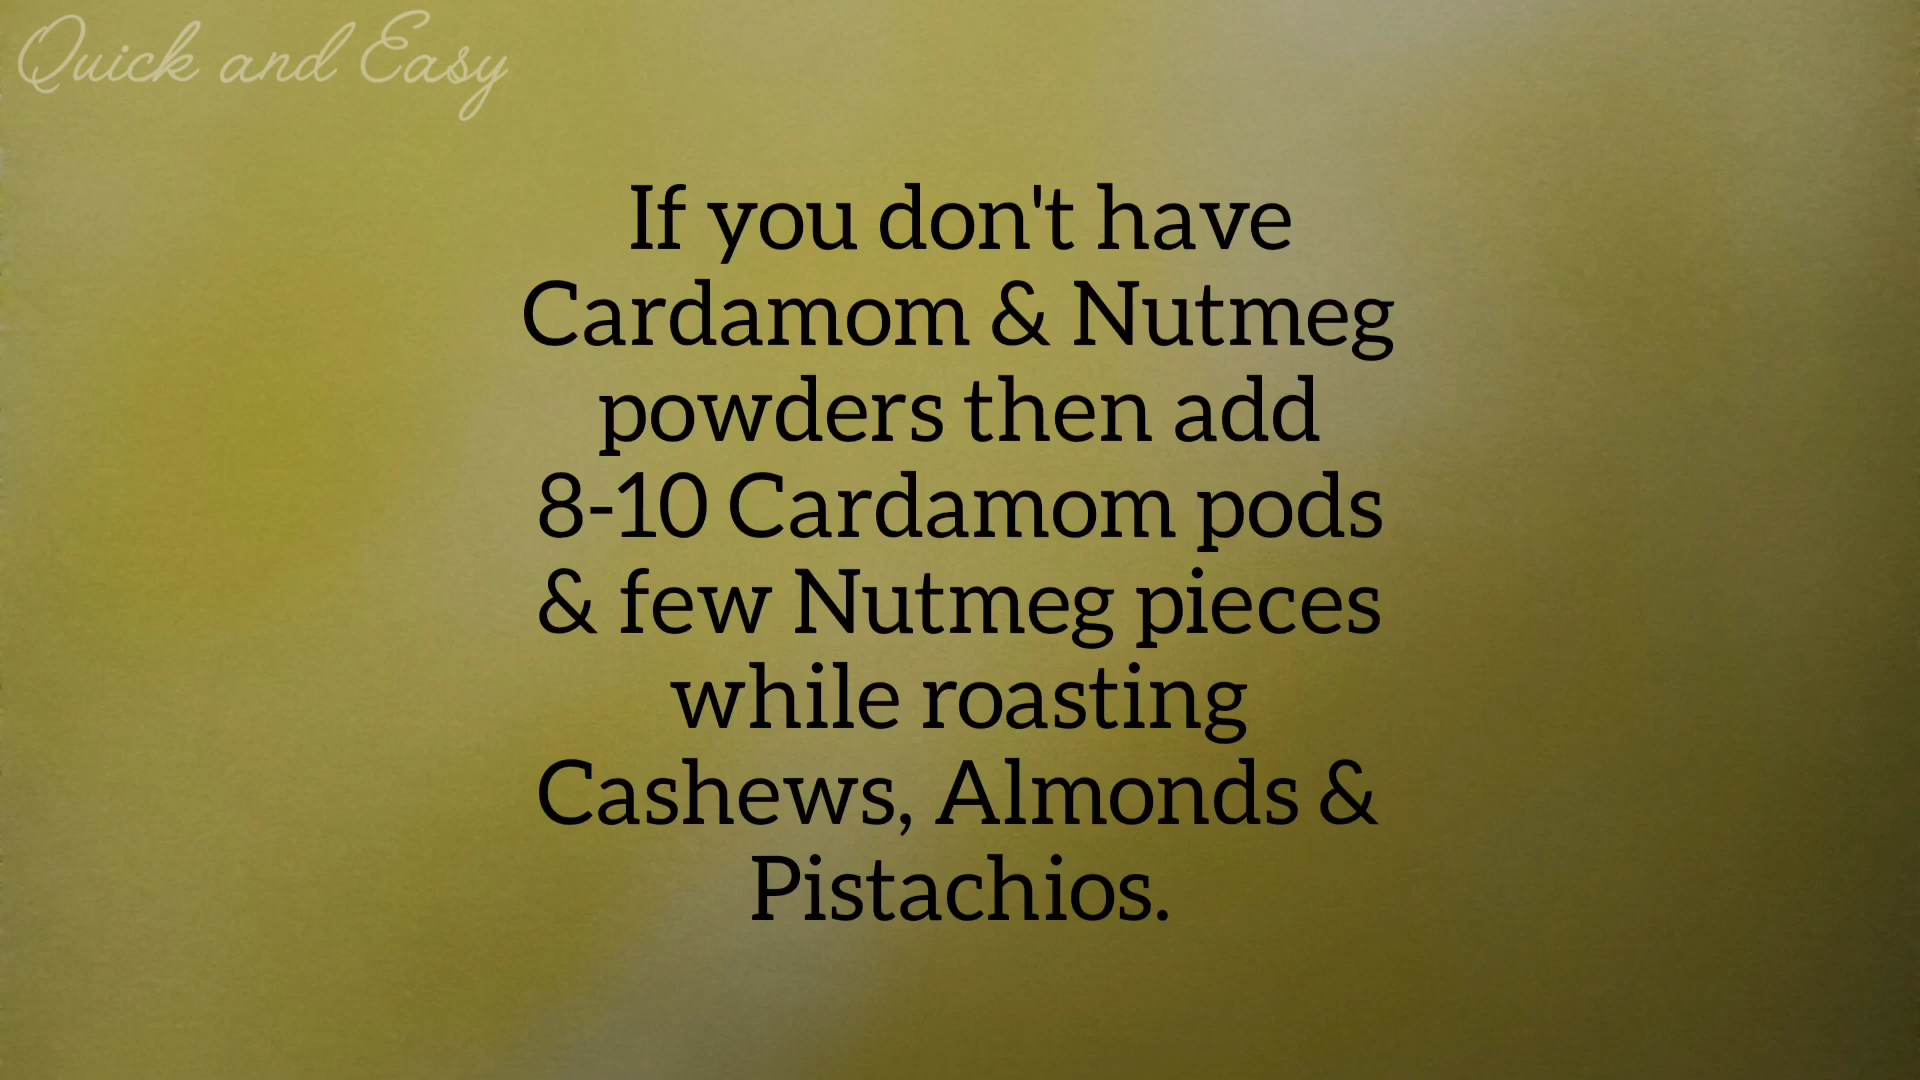 Quick and Easy
If you don't have
Cardamom & Nutmeg
powders then add
8-10 Cardamom pods
& few Nutmeg pieces
while roasting
Cashews, Almonds &
Pistachios.